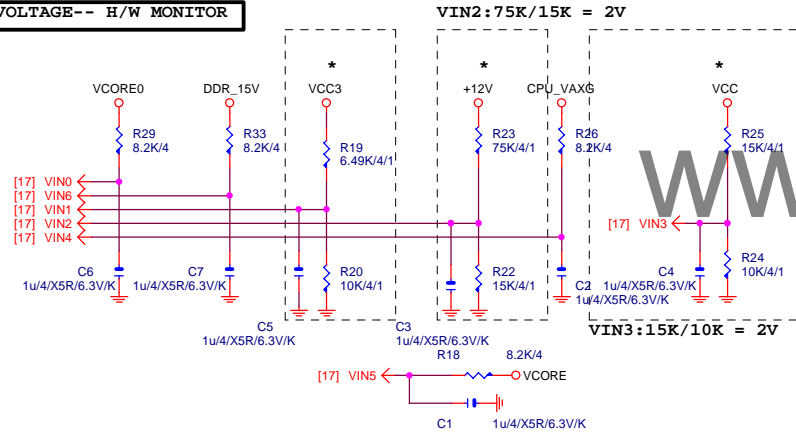 VOLTAGE-- H/W MONITOR
VIN2:75K/15K = 2V
* * *
VCORE0 DDR_15V VCC3 +12V CPU_VAXG VCC
R29 8.2K/4
R33 8.2K/4
R19 6.49K/4/1
R23 75K/4/1
R26 8.2K/4
R25 15K/4/1
[17] VIN0
[17] VIN6
[17] VIN1
[17] VIN2
[17] VIN4
[17] VIN3
WW
C6 1u/4/X5R/6.3V/K
C7 1u/4/X5R/6.3V/K
R20 10K/4/1
R22 15K/4/1
C2 1u/4/X5R/6.3V/K
C4 1u/4/X5R/6.3V/K
R24 10K/4/1
C5 1u/4/X5R/6.3V/K
C3 1u/4/X5R/6.3V/K
VIN3:15K/10K = 2V
R18 8.2K/4
[17] VIN5
VCORE
C1 1u/4/X5R/6.3V/K